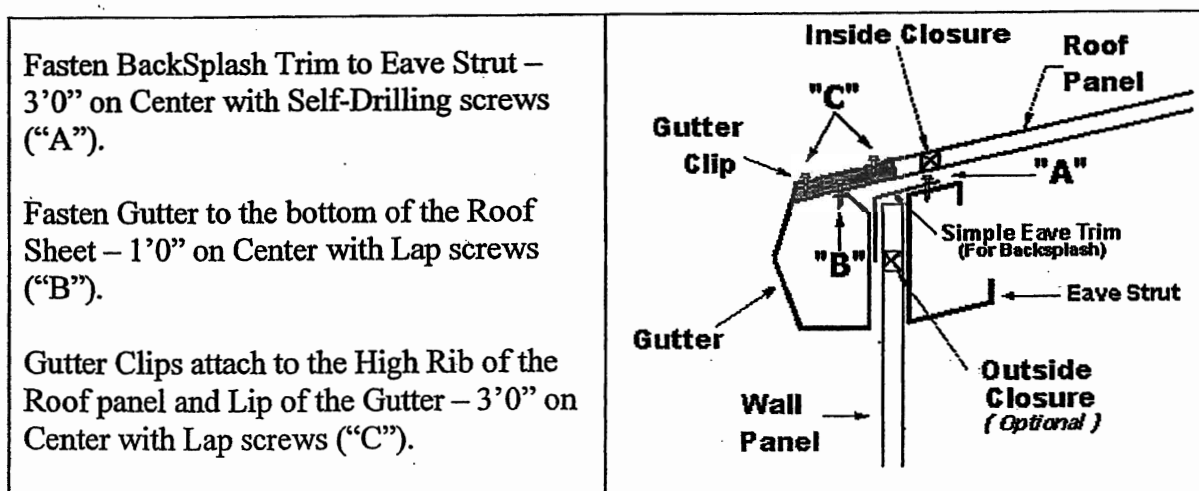 Fasten BackSplash Trim to Eave Strut –
3’0” on Center with Self-Drilling screws
(“A”).
Fasten Gutter to the bottom of the Roof
Sheet – 1’0” on Center with Lap screws
(“B”).
Gutter Clips attach to the High Rib of the
Roof panel and Lip of the Gutter – 3’0” on
Center with Lap screws (“C”).
Inside Closure
Roof
Panel
"C"
Gutter
Clip
"A"
Simple Eave Trim
(For Backsplash)
"B"
Eave Strut
Gutter
Outside
Closure
( Optional )
Wall
Panel